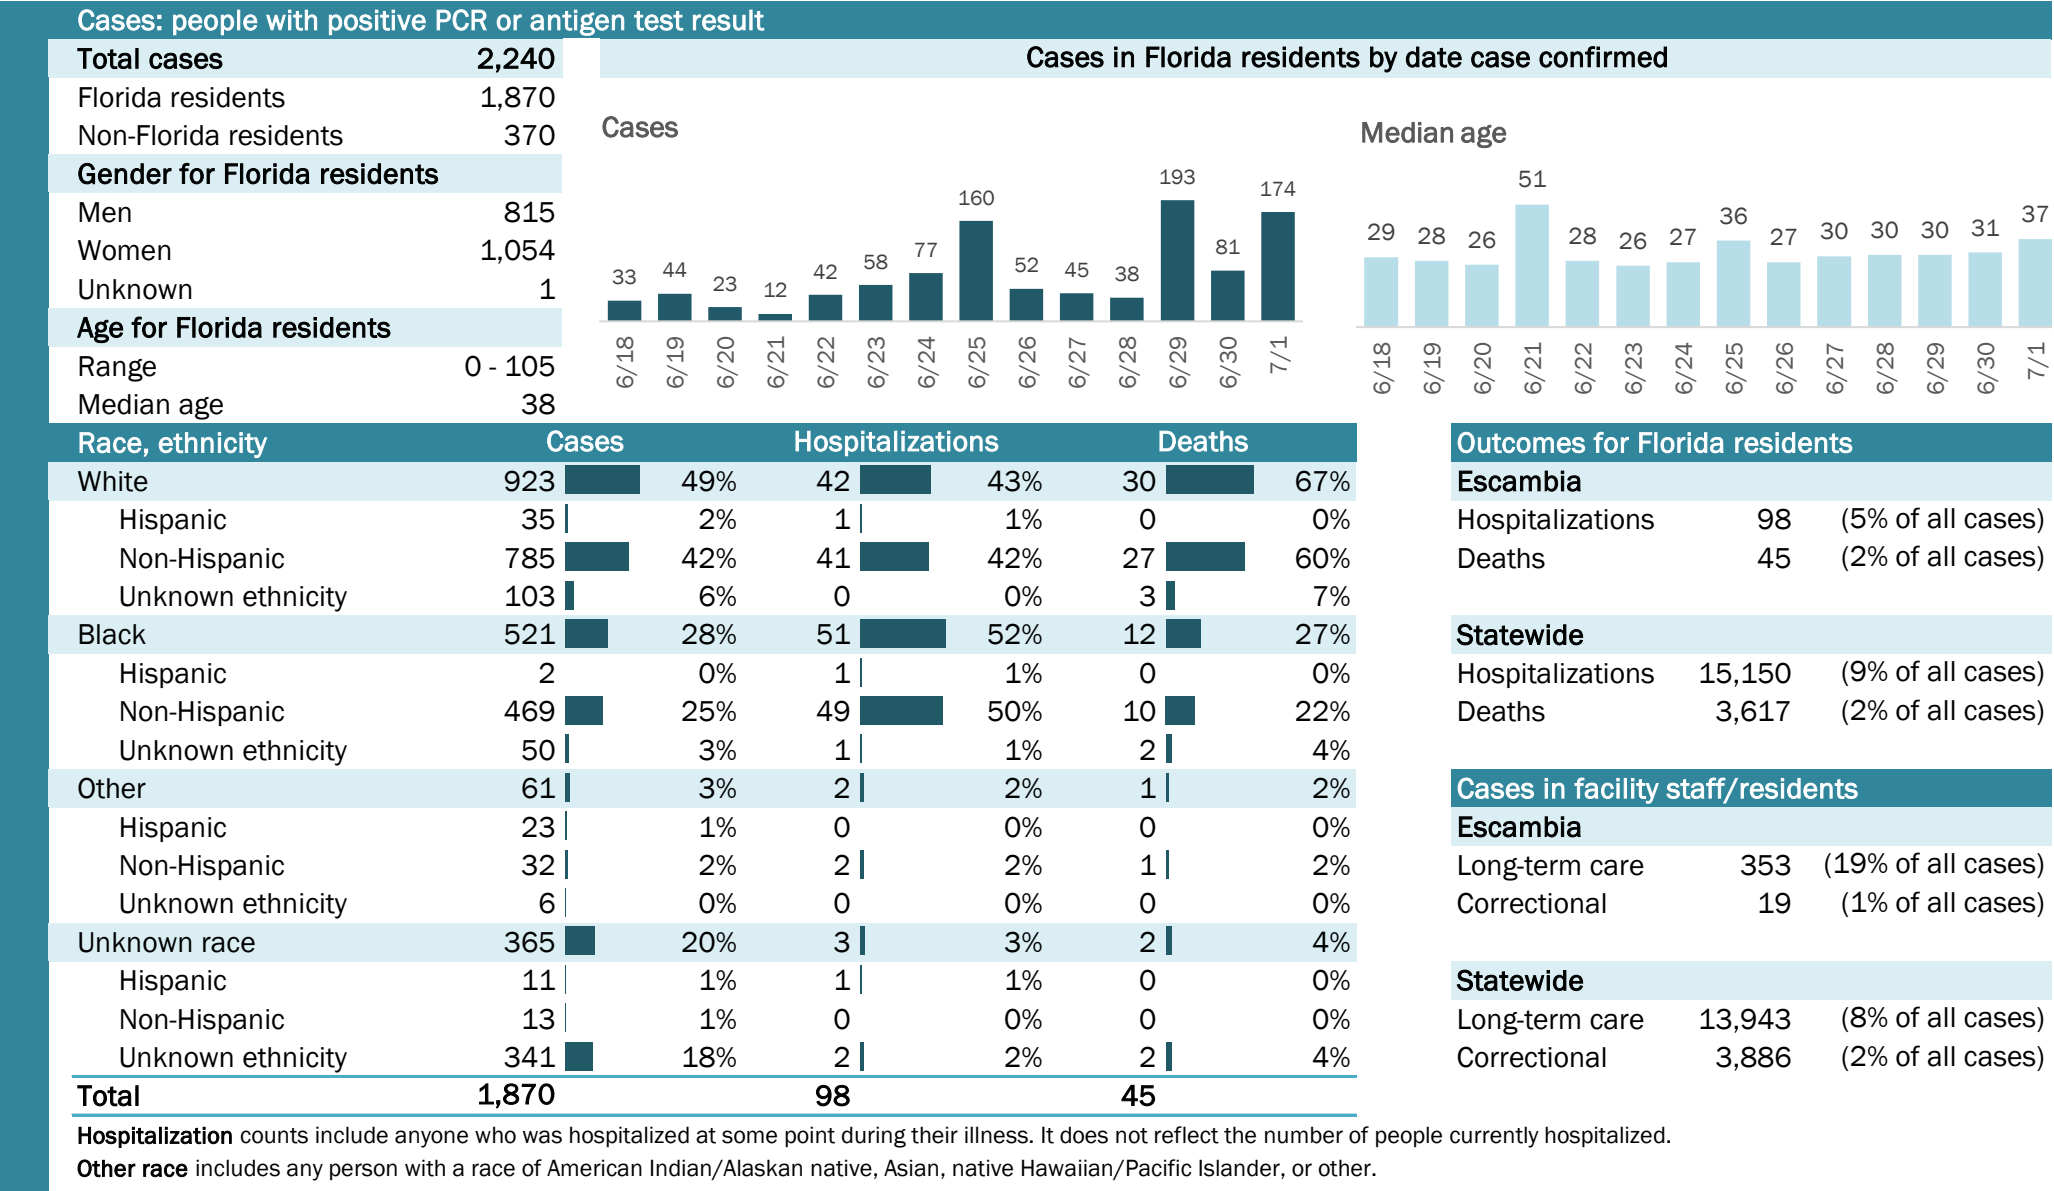 Cases: people with positive PCR or antigen test result
Total cases 2,240
Florida residents 1,870
Non-Florida residents 370
Gender for Florida residents
Men 815
Women 1,054
Unknown 1
Age for Florida residents
Range 0 - 105
Median age 38
Cases in Florida residents by date case confirmed
Cases
33 44 23 12 42 58 77 160 52 45 38 193 81 174
6/18 6/19 6/20 6/21 6/22 6/23 6/24 6/25 6/26 6/27 6/28 6/29 6/30 7/1
Median age
29 28 26 51 28 26 27 36 27 30 30 30 31 37
6/18 6/19 6/20 6/21 6/22 6/23 6/24 6/25 6/26 6/27 6/28 6/29 6/30 7/1
Race, ethnicity Cases Hospitalizations Deaths
White 923 49% 42 43% 30 67%
Hispanic 35 2% 1 1% 0 0%
Non-Hispanic 785 42% 41 42% 27 60%
Unknown ethnicity 103 6% 0 0% 3 7%
Black 521 28% 51 52% 12 27%
Hispanic 2 0% 1 1% 0 0%
Non-Hispanic 469 25% 49 50% 10 22%
Unknown ethnicity 50 3% 1 1% 2 4%
Other 61 3% 2 2% 1 2%
Hispanic 23 1% 0 0% 0 0%
Non-Hispanic 32 2% 2 2% 1 2%
Unknown ethnicity 6 0% 0 0% 0 0%
Unknown race 365 20% 3 3% 2 4%
Hispanic 11 1% 1 1% 0 0%
Non-Hispanic 13 1% 0 0% 0 0%
Unknown ethnicity 341 18% 2 2% 2 4%
Total 1,870 98 45
Outcomes for Florida residents
Escambia
Hospitalizations 98 (5% of all cases)
Deaths 45 (2% of all cases)
Statewide
Hospitalizations 15,150 (9% of all cases)
Deaths 3,617 (2% of all cases)
Cases in facility staff/residents
Escambia
Long-term care 353 (19% of all cases)
Correctional 19 (1% of all cases)
Statewide
Long-term care 13,943 (8% of all cases)
Correctional 3,886 (2% of all cases)
Hospitalization counts include anyone who was hospitalized at some point during their illness. It does not reflect the number of people currently hospitalized.
Other race includes any person with a race of American Indian/Alaskan native, Asian, native Hawaiian/Pacific Islander, or other.